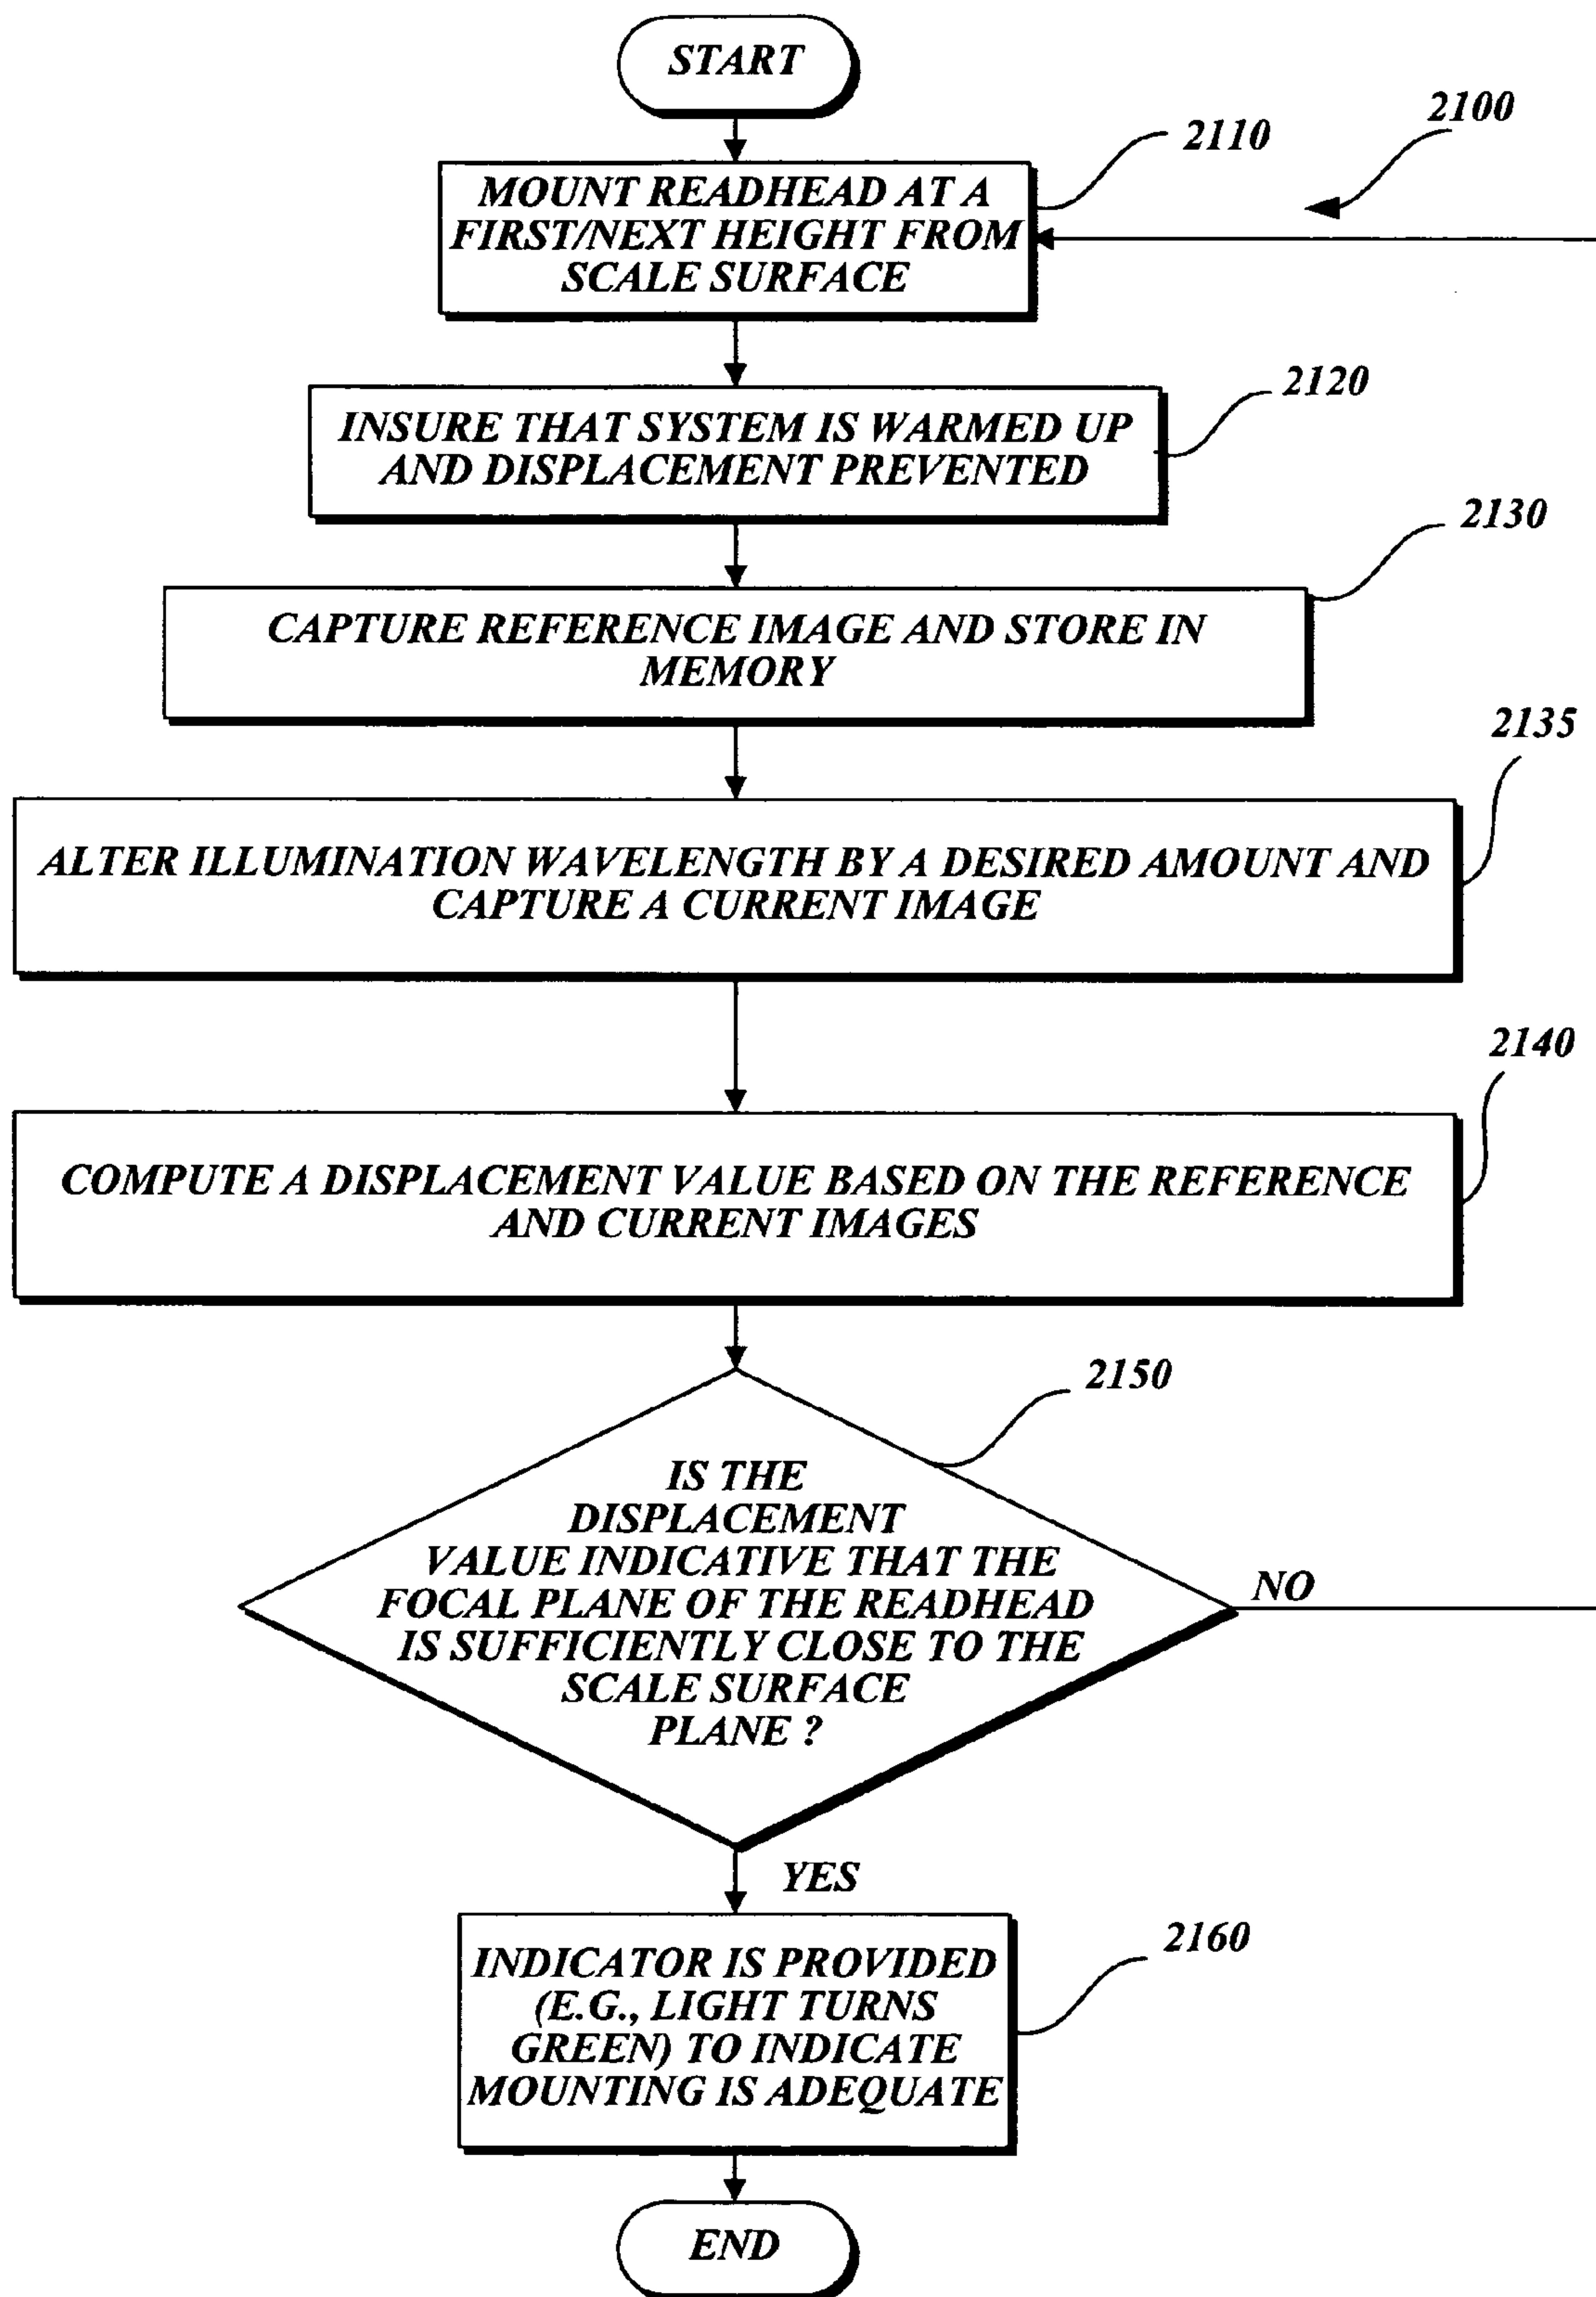 START
2100
2110
MOUNT READHEAD AT A
FIRST/NEXT HEIGHT FROM
SCALE SURFACE
2120
INSURE THAT SYSTEM IS WARMED UP
AND DISPLACEMENT PREVENTED
2130
CAPTURE REFERENCE IMAGE AND STORE IN
MEMORY
2135
ALTER ILLUMINATION WAVELENGTH BY A DESIRED AMOUNT AND
CAPTURE A CURRENT IMAGE
2140
COMPUTE A DISPLACEMENT VALUE BASED ON THE REFERENCE
AND CURRENT IMAGES
2150
IS THE
DISPLACEMENT
VALUE INDICATIVE THAT THE
FOCAL PLANE OF THE READHEAD
IS SUFFICIENTLY CLOSE TO THE
SCALE SURFACE
PLANE ?
NO
YES
2160
INDICATOR IS PROVIDED
(E.G., LIGHT TURNS
GREEN) TO INDICATE
MOUNTING IS ADEQUATE
END